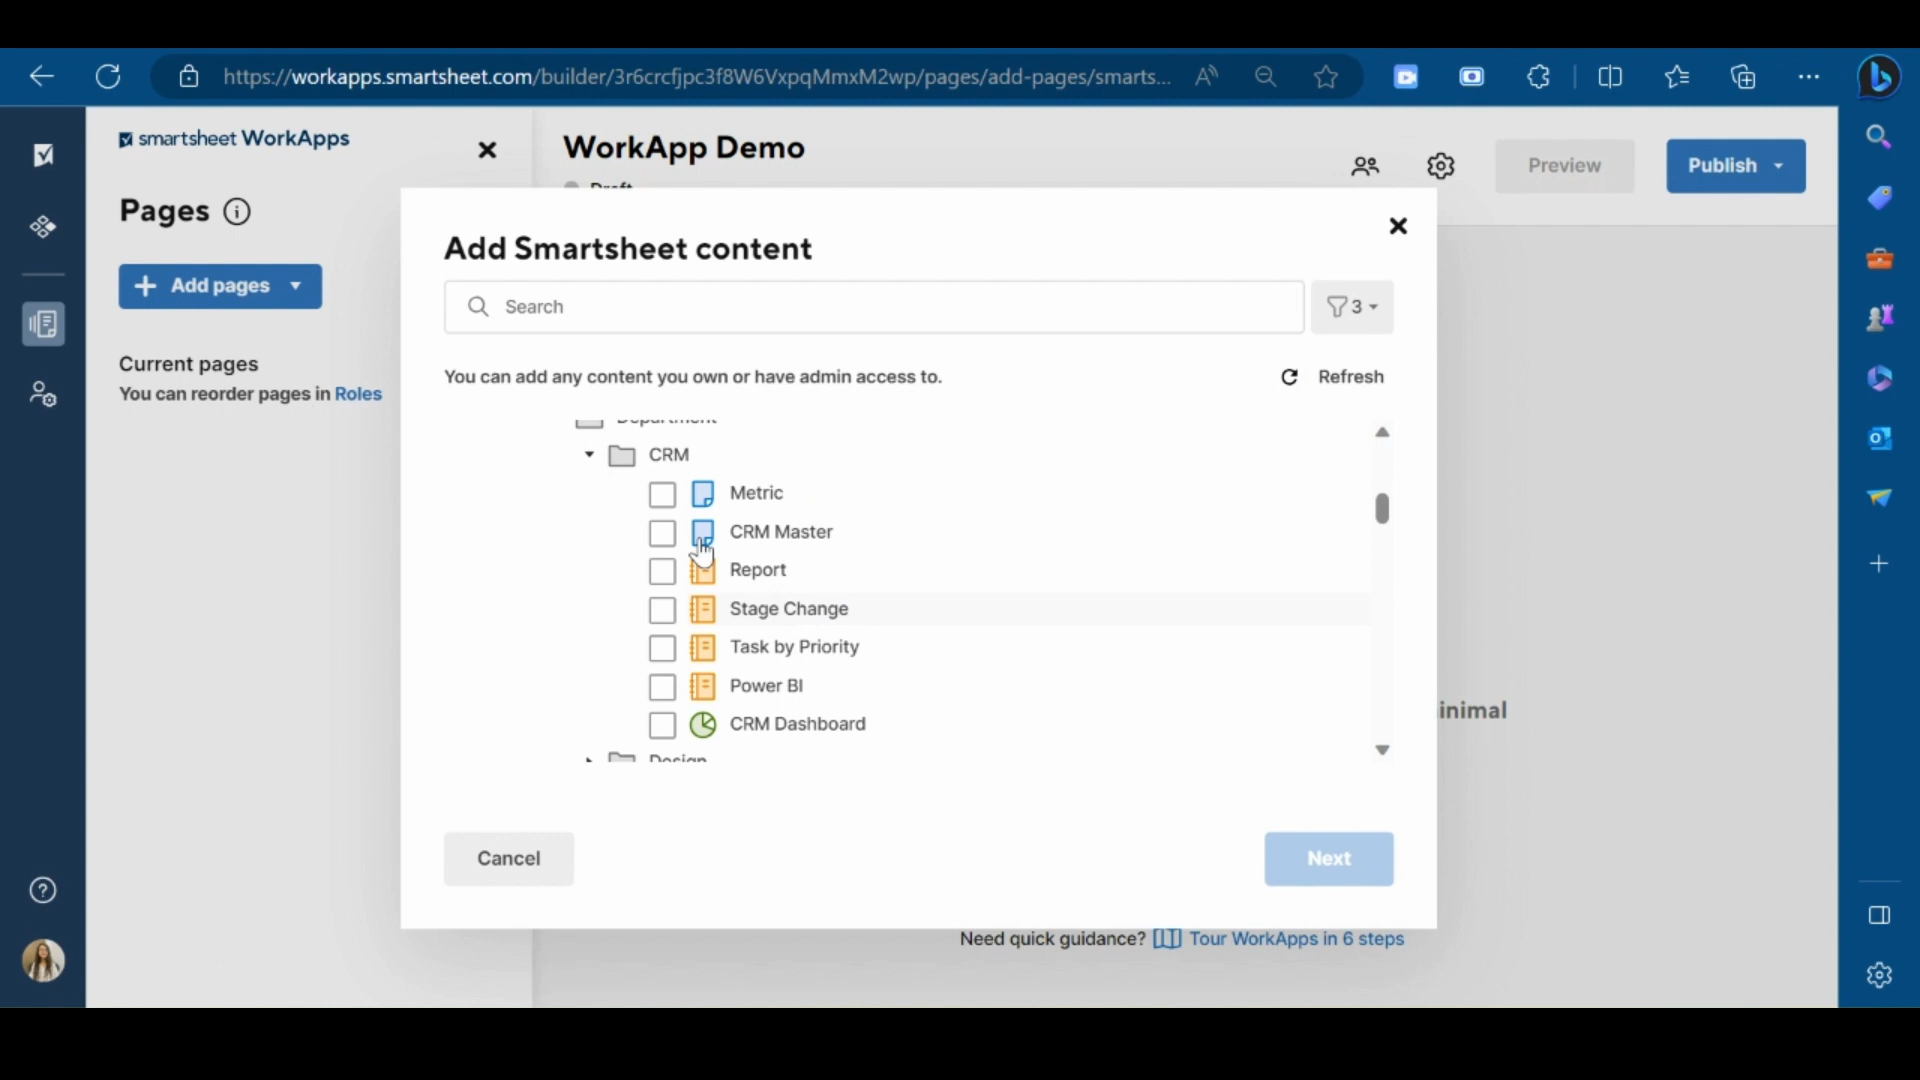 https://workapps.smartsheet.com/builder/3r6crcfjpc3f8W6VxpqMmxM2wp/pages/add-pages/smarts...
smartsheet WorkApps
WorkApp Demo
Draft
Preview
Publish
Pages
Add pages
Current pages
You can reorder pages in Roles
Add Smartsheet content
Search
3
You can add any content you own or have admin access to.
Refresh
Department
CRM
Metric
CRM Master
Report
Stage Change
Task by Priority
Power BI
CRM Dashboard
Design
inimal
Cancel
Next
Need quick guidance? Tour WorkApps in 6 steps